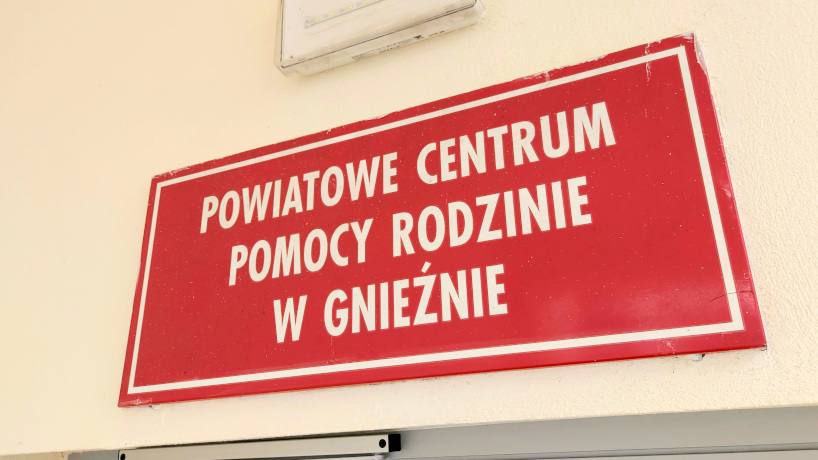 POWIATOWE CENTRUM
POMOCY RODZINIE
W GNIEŹNIE